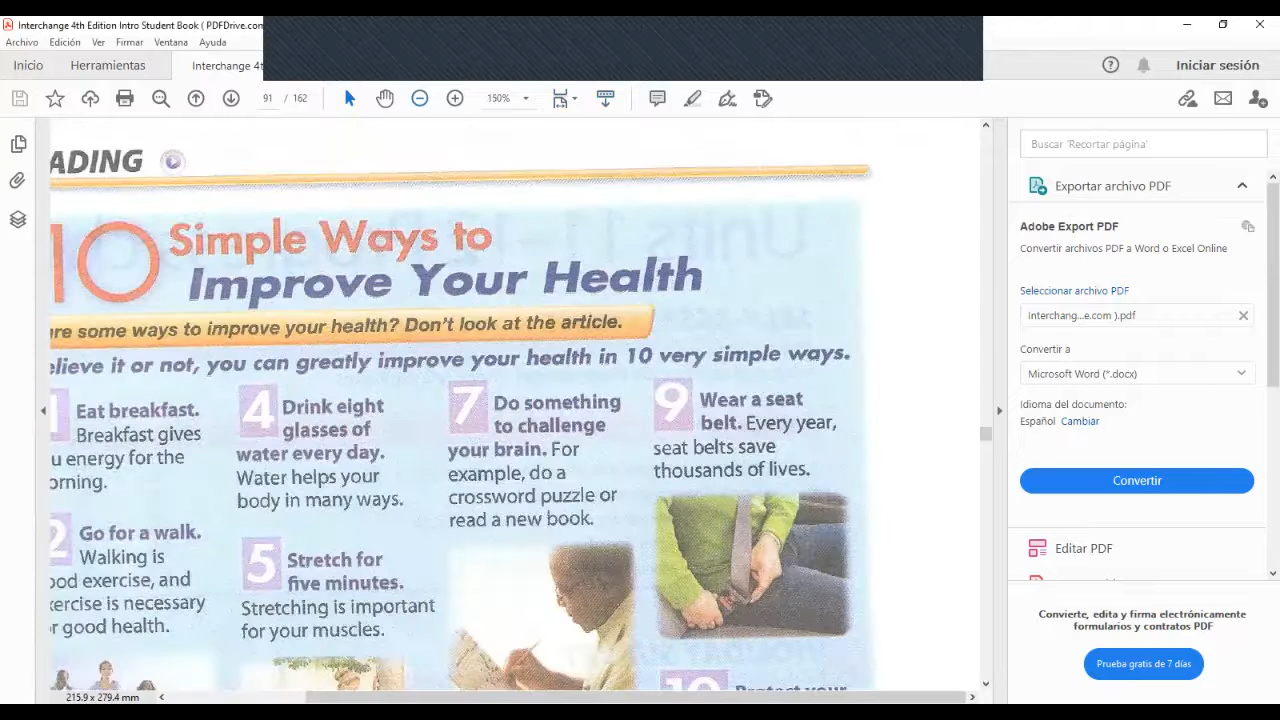 Interchange 4th Edition Intro Student Book ( PDFDrive.com
Archivo Edición Ver Firmar Ventana Ayuda
Inicio Herramientas Interchange 4t
Iniciar sesión
91 / 162 150%
ADING
10 Simple Ways to
Improve Your Health
are some ways to improve your health? Don't look at the article.
elieve it or not, you can greatly improve your health in 10 very simple ways.
1 Eat breakfast.
Breakfast gives
u energy for the
orning.
2 Go for a walk.
Walking is
ood exercise, and
xercise is necessary
r good health.
4 Drink eight
glasses of
water every day.
Water helps your
body in many ways.
5 Stretch for
five minutes.
Stretching is important
for your muscles.
7 Do something
to challenge
your brain. For
example, do a
crossword puzzle or
read a new book.
9 Wear a seat
belt. Every year,
seat belts save
thousands of lives.
10 Protect your
215.9 x 279.4 mm
Buscar 'Recortar página'
Exportar archivo PDF
Adobe Export PDF
Convertir archivos PDF a Word o Excel Online
Seleccionar archivo PDF
Interchang...e.com ).pdf
Convertir a
Microsoft Word (*.docx)
Idioma del documento:
Español Cambiar
Convertir
Editar PDF
Convierte, edita y firma electrónicamente
formularios y contratos PDF
Prueba gratis de 7 días